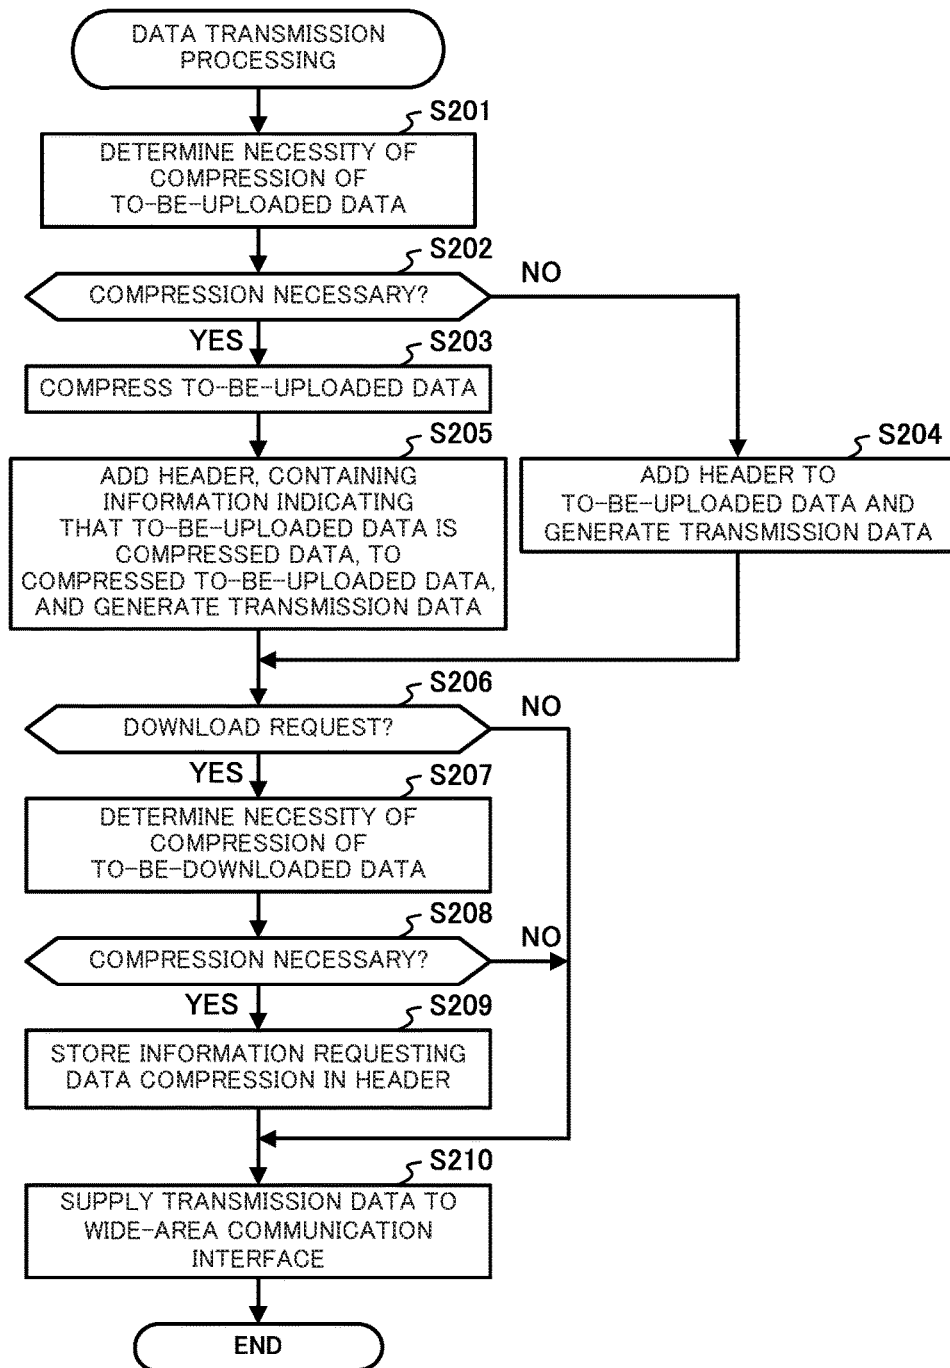 DATA TRANSMISSION
PROCESSING
S201
DETERMINE NECESSITY OF
COMPRESSION OF
TO-BE-UPLOADED DATA
S202
COMPRESSION NECESSARY?
NO
YES
S203
COMPRESS TO-BE-UPLOADED DATA
S205
ADD HEADER, CONTAINING
INFORMATION INDICATING
THAT TO-BE-UPLOADED DATA IS
COMPRESSED DATA, TO
COMPRESSED TO-BE-UPLOADED DATA,
AND GENERATE TRANSMISSION DATA
S204
ADD HEADER TO
TO-BE-UPLOADED DATA AND
GENERATE TRANSMISSION DATA
S206
DOWNLOAD REQUEST?
NO
YES
S207
DETERMINE NECESSITY OF
COMPRESSION OF
TO-BE-DOWNLOADED DATA
S208
COMPRESSION NECESSARY?
NO
YES
S209
STORE INFORMATION REQUESTING
DATA COMPRESSION IN HEADER
S210
SUPPLY TRANSMISSION DATA TO
WIDE-AREA COMMUNICATION
INTERFACE
END